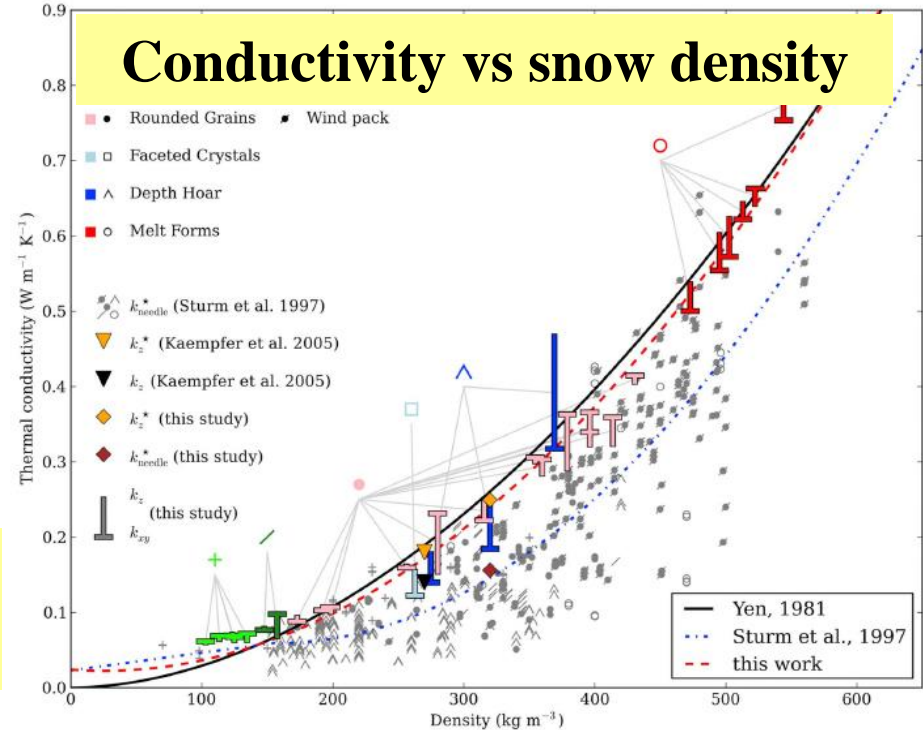 Conductivity vs snow density
0.9
0.8
0.7
0.6
0.5
0.4
0.3
0.2
0.1
0.0
Thermal conductivity (W m⁻¹ K⁻¹)
Rounded Grains
Wind pack
Faceted Crystals
Depth Hoar
Melt Forms
k*needle (Sturm et al. 1997)
kz* (Kaempfer et al. 2005)
kz (Kaempfer et al. 2005)
kz* (this study)
k*needle (this study)
kz
(this study)
kxy
Yen, 1981
Sturm et al., 1997
this work
0
100
200
300
400
500
600
Density (kg m⁻³)